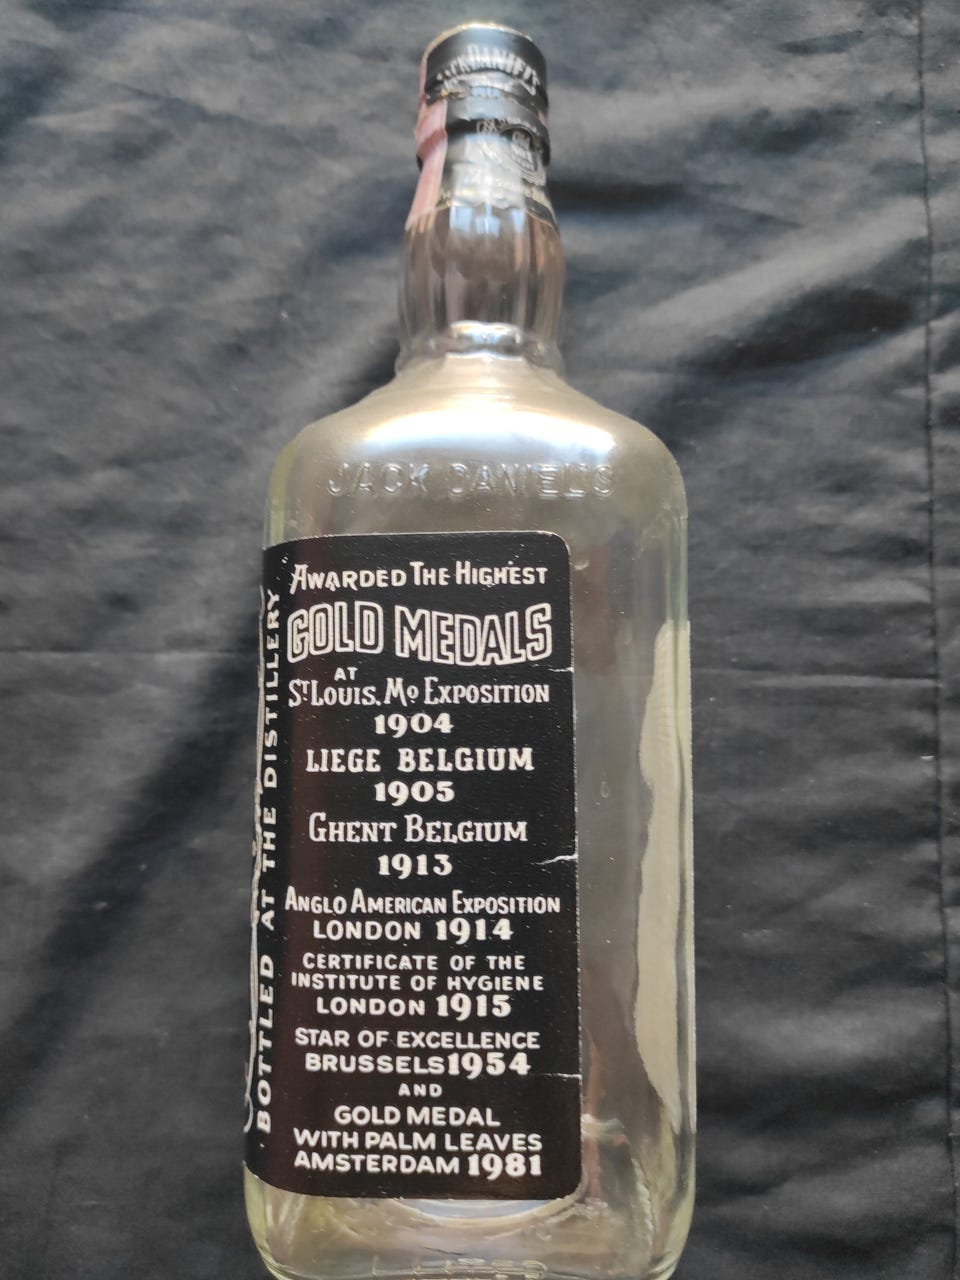 JACK DANIEL'S
JACK DANIEL'S
AWARDED THE HIGHEST
GOLD MEDALS
AT
ST LOUIS, MO EXPOSITION
1904
LIEGE BELGIUM
1905
GHENT BELGIUM
1913
ANGLO AMERICAN EXPOSITION
LONDON 1914
CERTIFICATE OF THE
INSTITUTE OF HYGIENE
LONDON 1915
STAR OF EXCELLENCE
BRUSSELS 1954
AND
GOLD MEDAL
WITH PALM LEAVES
AMSTERDAM 1981
BOTTLED AT THE DISTILLERY